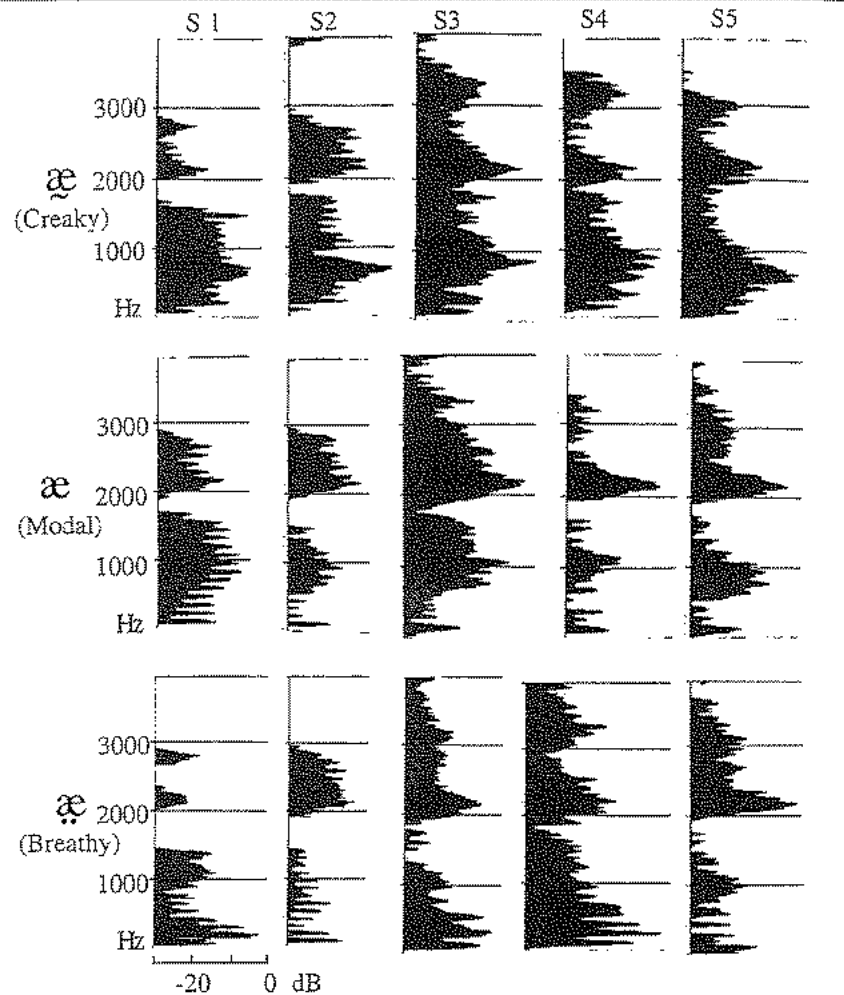 S 1 S2 S3 S4 S5
3000
æ̰ 2000
(Creaky)
1000
Hz
3000
æ 2000
(Modal)
1000
Hz
3000
æ̤ 2000
(Breathy)
1000
Hz
-20 0 dB